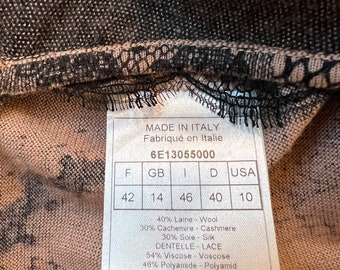 MADE IN ITALY
Fabriqué en Italie
6E13055000
F GB I D USA
42 14 46 40 10
40% Laine - Wool
30% Cachemire - Cashmere
30% Soie - Silk
DENTELLE - LACE
54% Viscose - Viscose
46% Polyamide - Polyamid